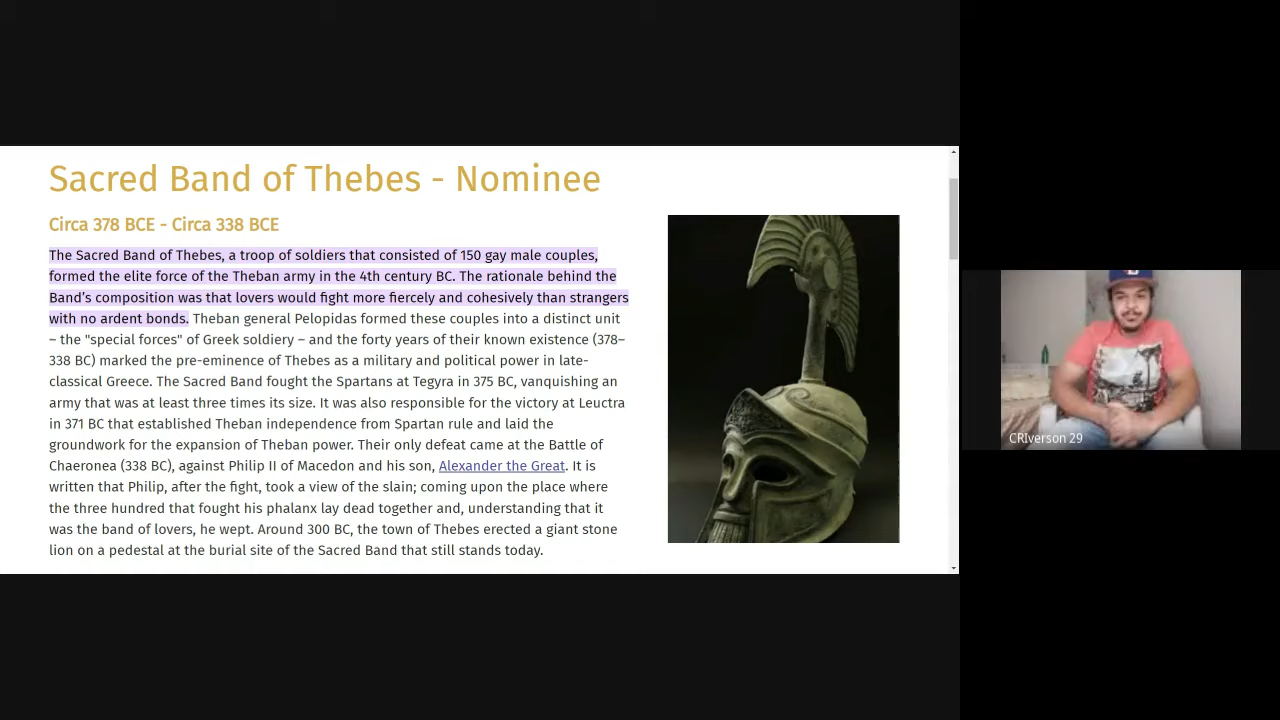 Sacred Band of Thebes - Nominee
Circa 378 BCE - Circa 338 BCE
The Sacred Band of Thebes, a troop of soldiers that consisted of 150 gay male couples,
formed the elite force of the Theban army in the 4th century BC. The rationale behind the
Band's composition was that lovers would fight more fiercely and cohesively than strangers
with no ardent bonds. Theban general Pelopidas formed these couples into a distinct unit
– the "special forces" of Greek soldiery – and the forty years of their known existence (378–
338 BC) marked the pre-eminence of Thebes as a military and political power in late-
classical Greece. The Sacred Band fought the Spartans at Tegyra in 375 BC, vanquishing an
army that was at least three times its size. It was also responsible for the victory at Leuctra
in 371 BC that established Theban independence from Spartan rule and laid the
groundwork for the expansion of Theban power. Their only defeat came at the Battle of
Chaeronea (338 BC), against Philip II of Macedon and his son, Alexander the Great. It is
written that Philip, after the fight, took a view of the slain; coming upon the place where
the three hundred that fought his phalanx lay dead together and, understanding that it
was the band of lovers, he wept. Around 300 BC, the town of Thebes erected a giant stone
lion on a pedestal at the burial site of the Sacred Band that still stands today.
CRIverson 29